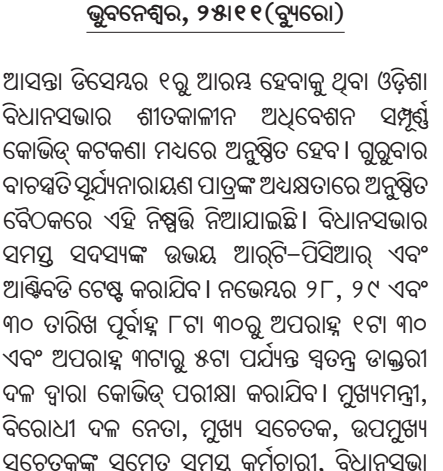 ଭୁବନେଶ୍ୱର, ୨୫।୧୧(ବ୍ୟୁରୋ)
ଆସନ୍ତା ଡିସେମ୍ବର ୧ରୁ ଆରମ୍ଭ ହେବାକୁ ଥିବା ଓଡ଼ିଶା
ବିଧାନସଭାର ଶୀତକାଳୀନ ଅଧିବେଶନ ସମ୍ପୂର୍ଣ୍ଣ
କୋଭିଡ୍ କଟକଣା ମଧ୍ୟରେ ଅନୁଷ୍ଠିତ ହେବ। ଗୁରୁବାର
ବାଚସ୍ପତି ସୂର୍ଯ୍ୟନାରାୟଣ ପାତ୍ରଙ୍କ ଅଧ୍ୟକ୍ଷତାରେ ଅନୁଷ୍ଠିତ
ବୈଠକରେ ଏହି ନିଷ୍ପତ୍ତି ନିଆଯାଇଛି। ବିଧାନସଭାର
ସମସ୍ତ ସଦସ୍ୟଙ୍କ ଉଭୟ ଆର୍‌ଟି-ପିସିଆର୍ ଏବଂ
ଆଣ୍ଟିବଡି ଟେଷ୍ଟ କରାଯିବ। ନଭେମ୍ବର ୨୮, ୨୯ ଏବଂ
୩୦ ତାରିଖ ପୂର୍ବାହ୍ନ ୮ଟା ୩୦ରୁ ଅପରାହ୍ନ ୧ଟା ୩୦
ଏବଂ ଅପରାହ୍ନ ୩ଟାରୁ ୫ଟା ପର୍ଯ୍ୟନ୍ତ ସ୍ୱତନ୍ତ୍ର ଡାକ୍ତରୀ
ଦଳ ଦ୍ୱାରା କୋଭିଡ୍ ପରୀକ୍ଷା କରାଯିବ। ମୁଖ୍ୟମନ୍ତ୍ରୀ,
ବିରୋଧୀ ଦଳ ନେତା, ମୁଖ୍ୟ ସଚେତକ, ଉପମୁଖ୍ୟ
ସଚେତକଙ୍କ ସମେତ ସମସ୍ତ କର୍ମଚାରୀ, ବିଧାନସଭା